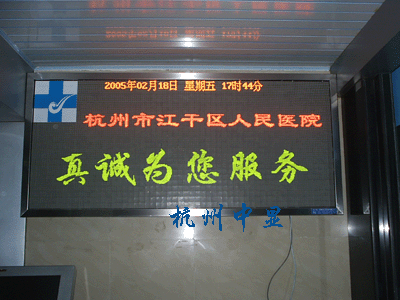 2005年02月18日 星期五 17时44分
杭州市江干区人民医院
真诚为您服务
杭州中显